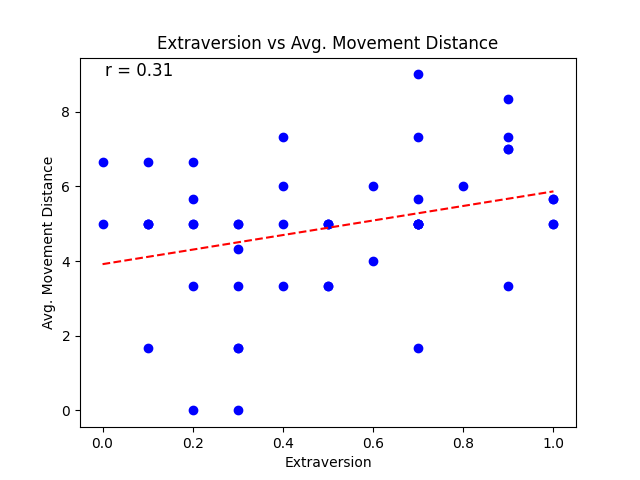 Extraversion vs Avg. Movement Distance
r = 0.31
8
6
4
2
0
Avg. Movement Distance
0.0 0.2 0.4 0.6 0.8 1.0
Extraversion